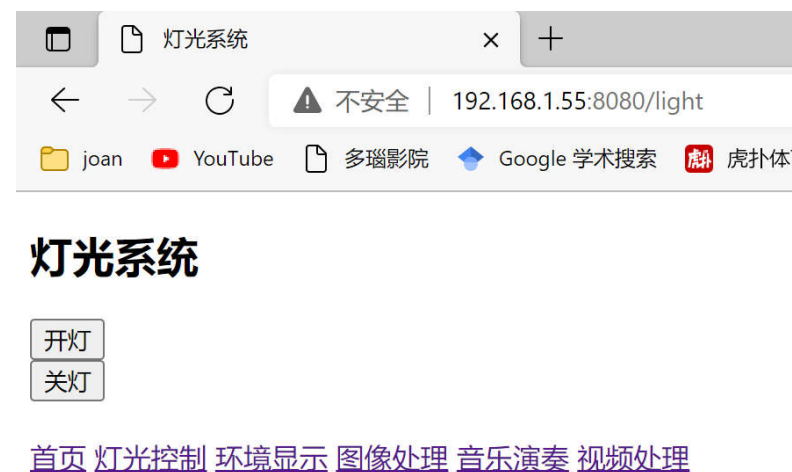 灯光系统
不安全 192.168.1.55:8080/light
joan YouTube 多瑙影院 Google 学术搜索 虎扑体
灯光系统
开灯
关灯
首页 灯光控制 环境显示 图像处理 音乐演奏 视频处理